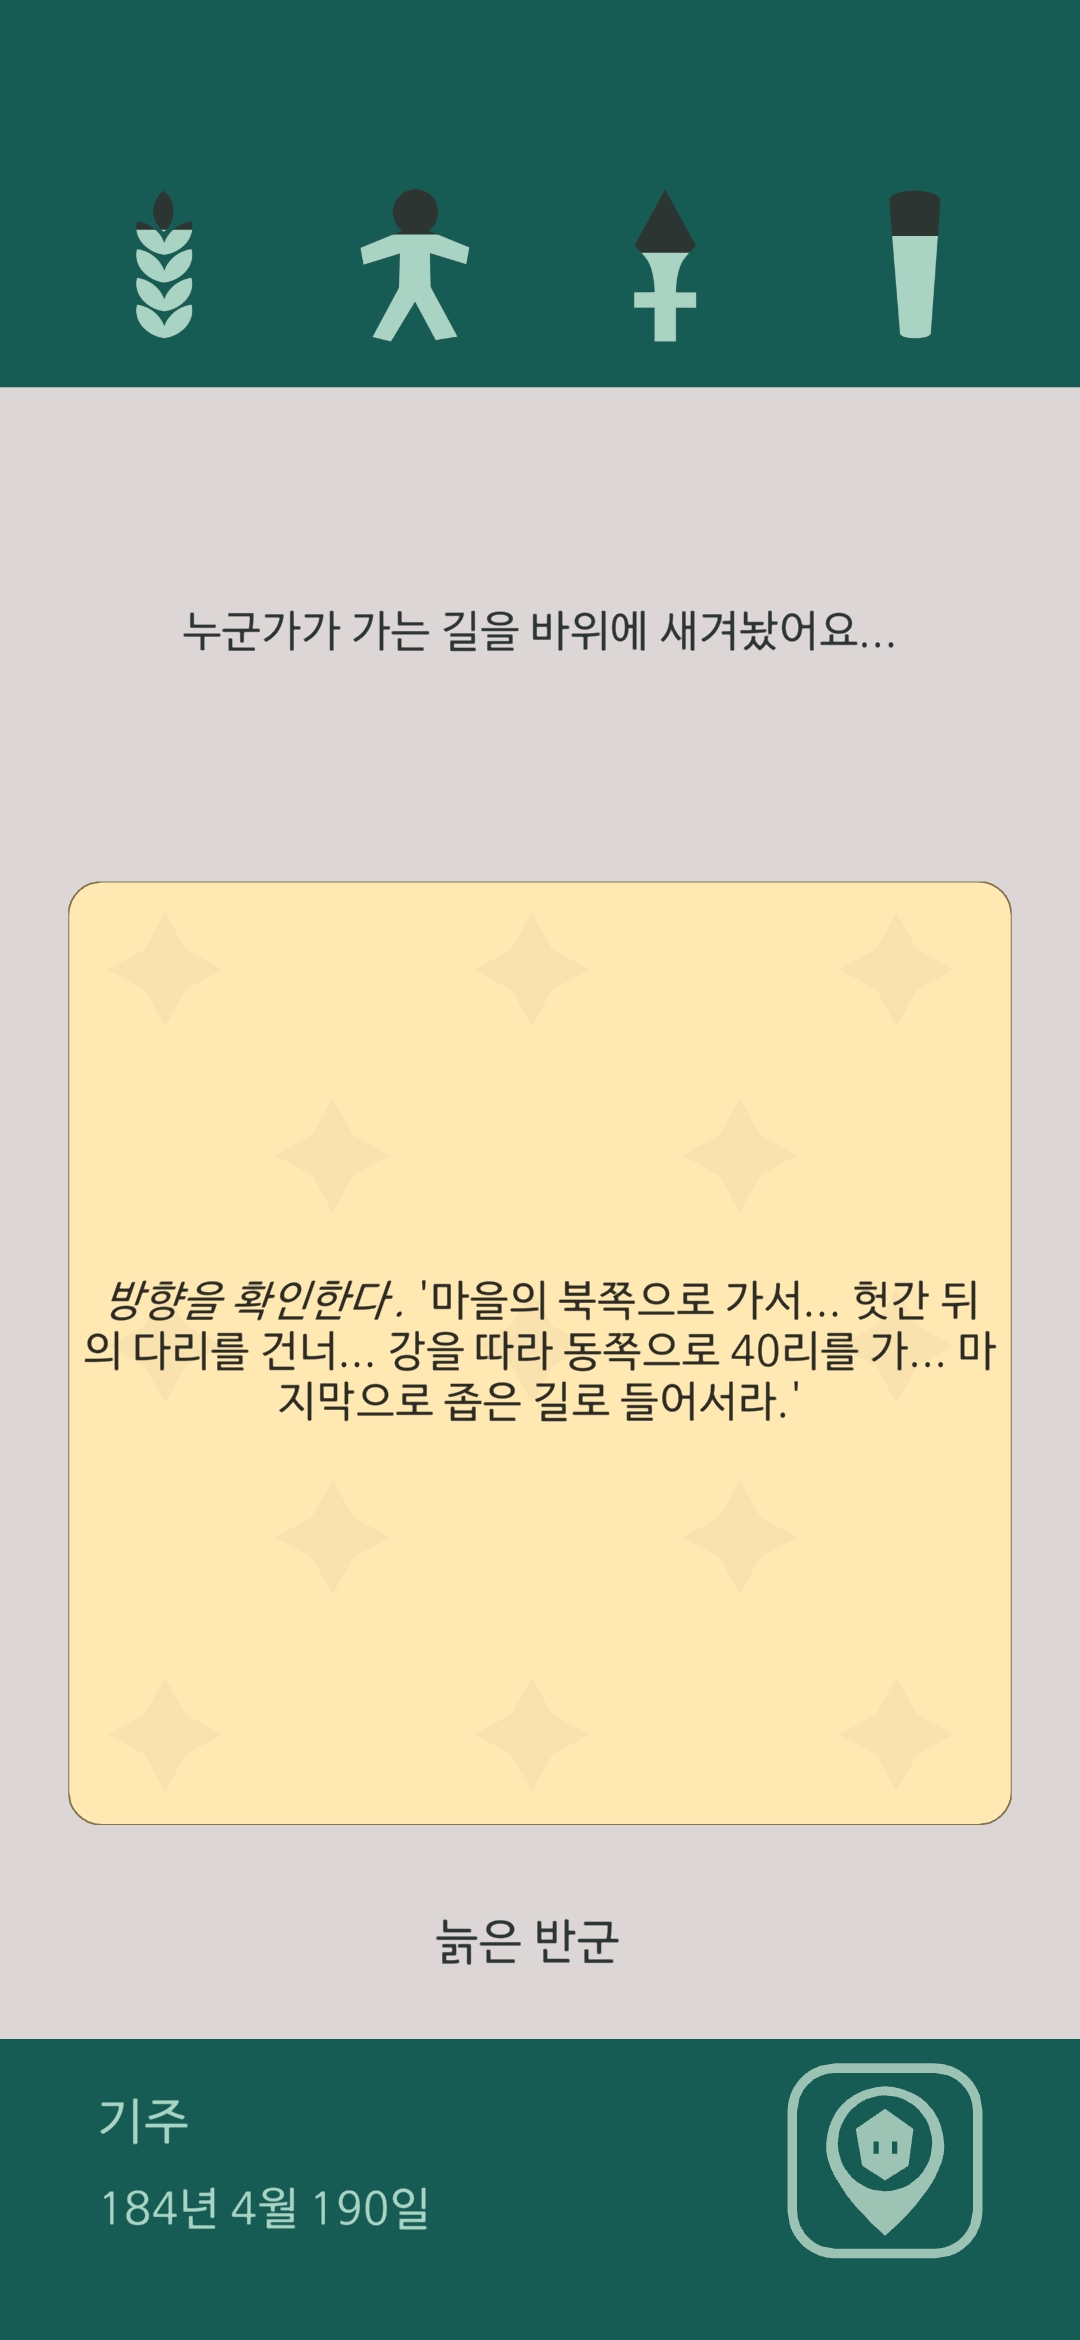 누군가가 가는 길을 바위에 새겨놨어요...
방향을 확인한다. '마을의 북쪽으로 가서... 헛간 뒤
의 다리를 건너... 강을 따라 동쪽으로 40리를 가... 마
지막으로 좁은 길로 들어서라.'
늙은 반군
기주
184년 4월 190일